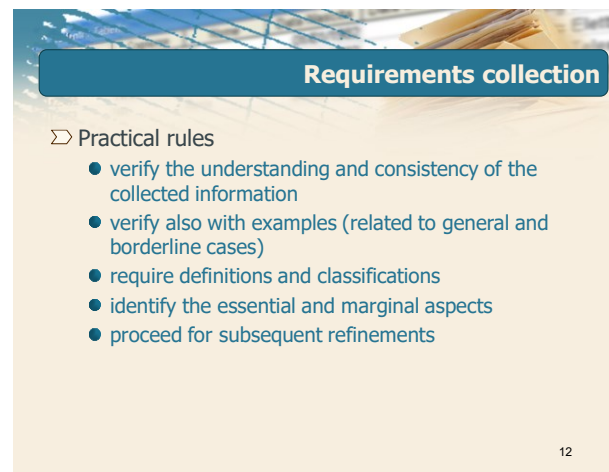 Requirements collection
Practical rules
verify the understanding and consistency of the
collected information
verify also with examples (related to general and
borderline cases)
require definitions and classifications
identify the essential and marginal aspects
proceed for subsequent refinements
12